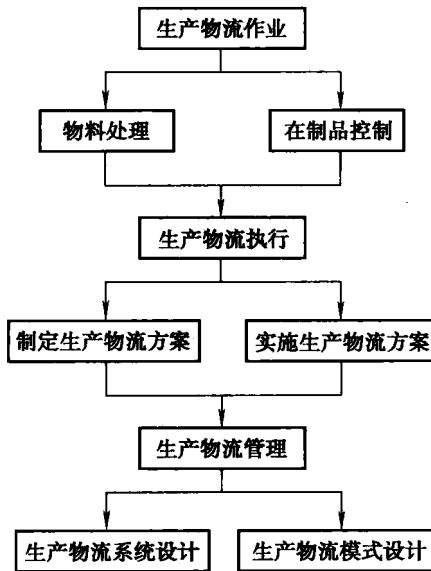 生产物流作业
物料处理
在制品控制
生产物流执行
制定生产物流方案
实施生产物流方案
生产物流管理
生产物流系统设计
生产物流模式设计